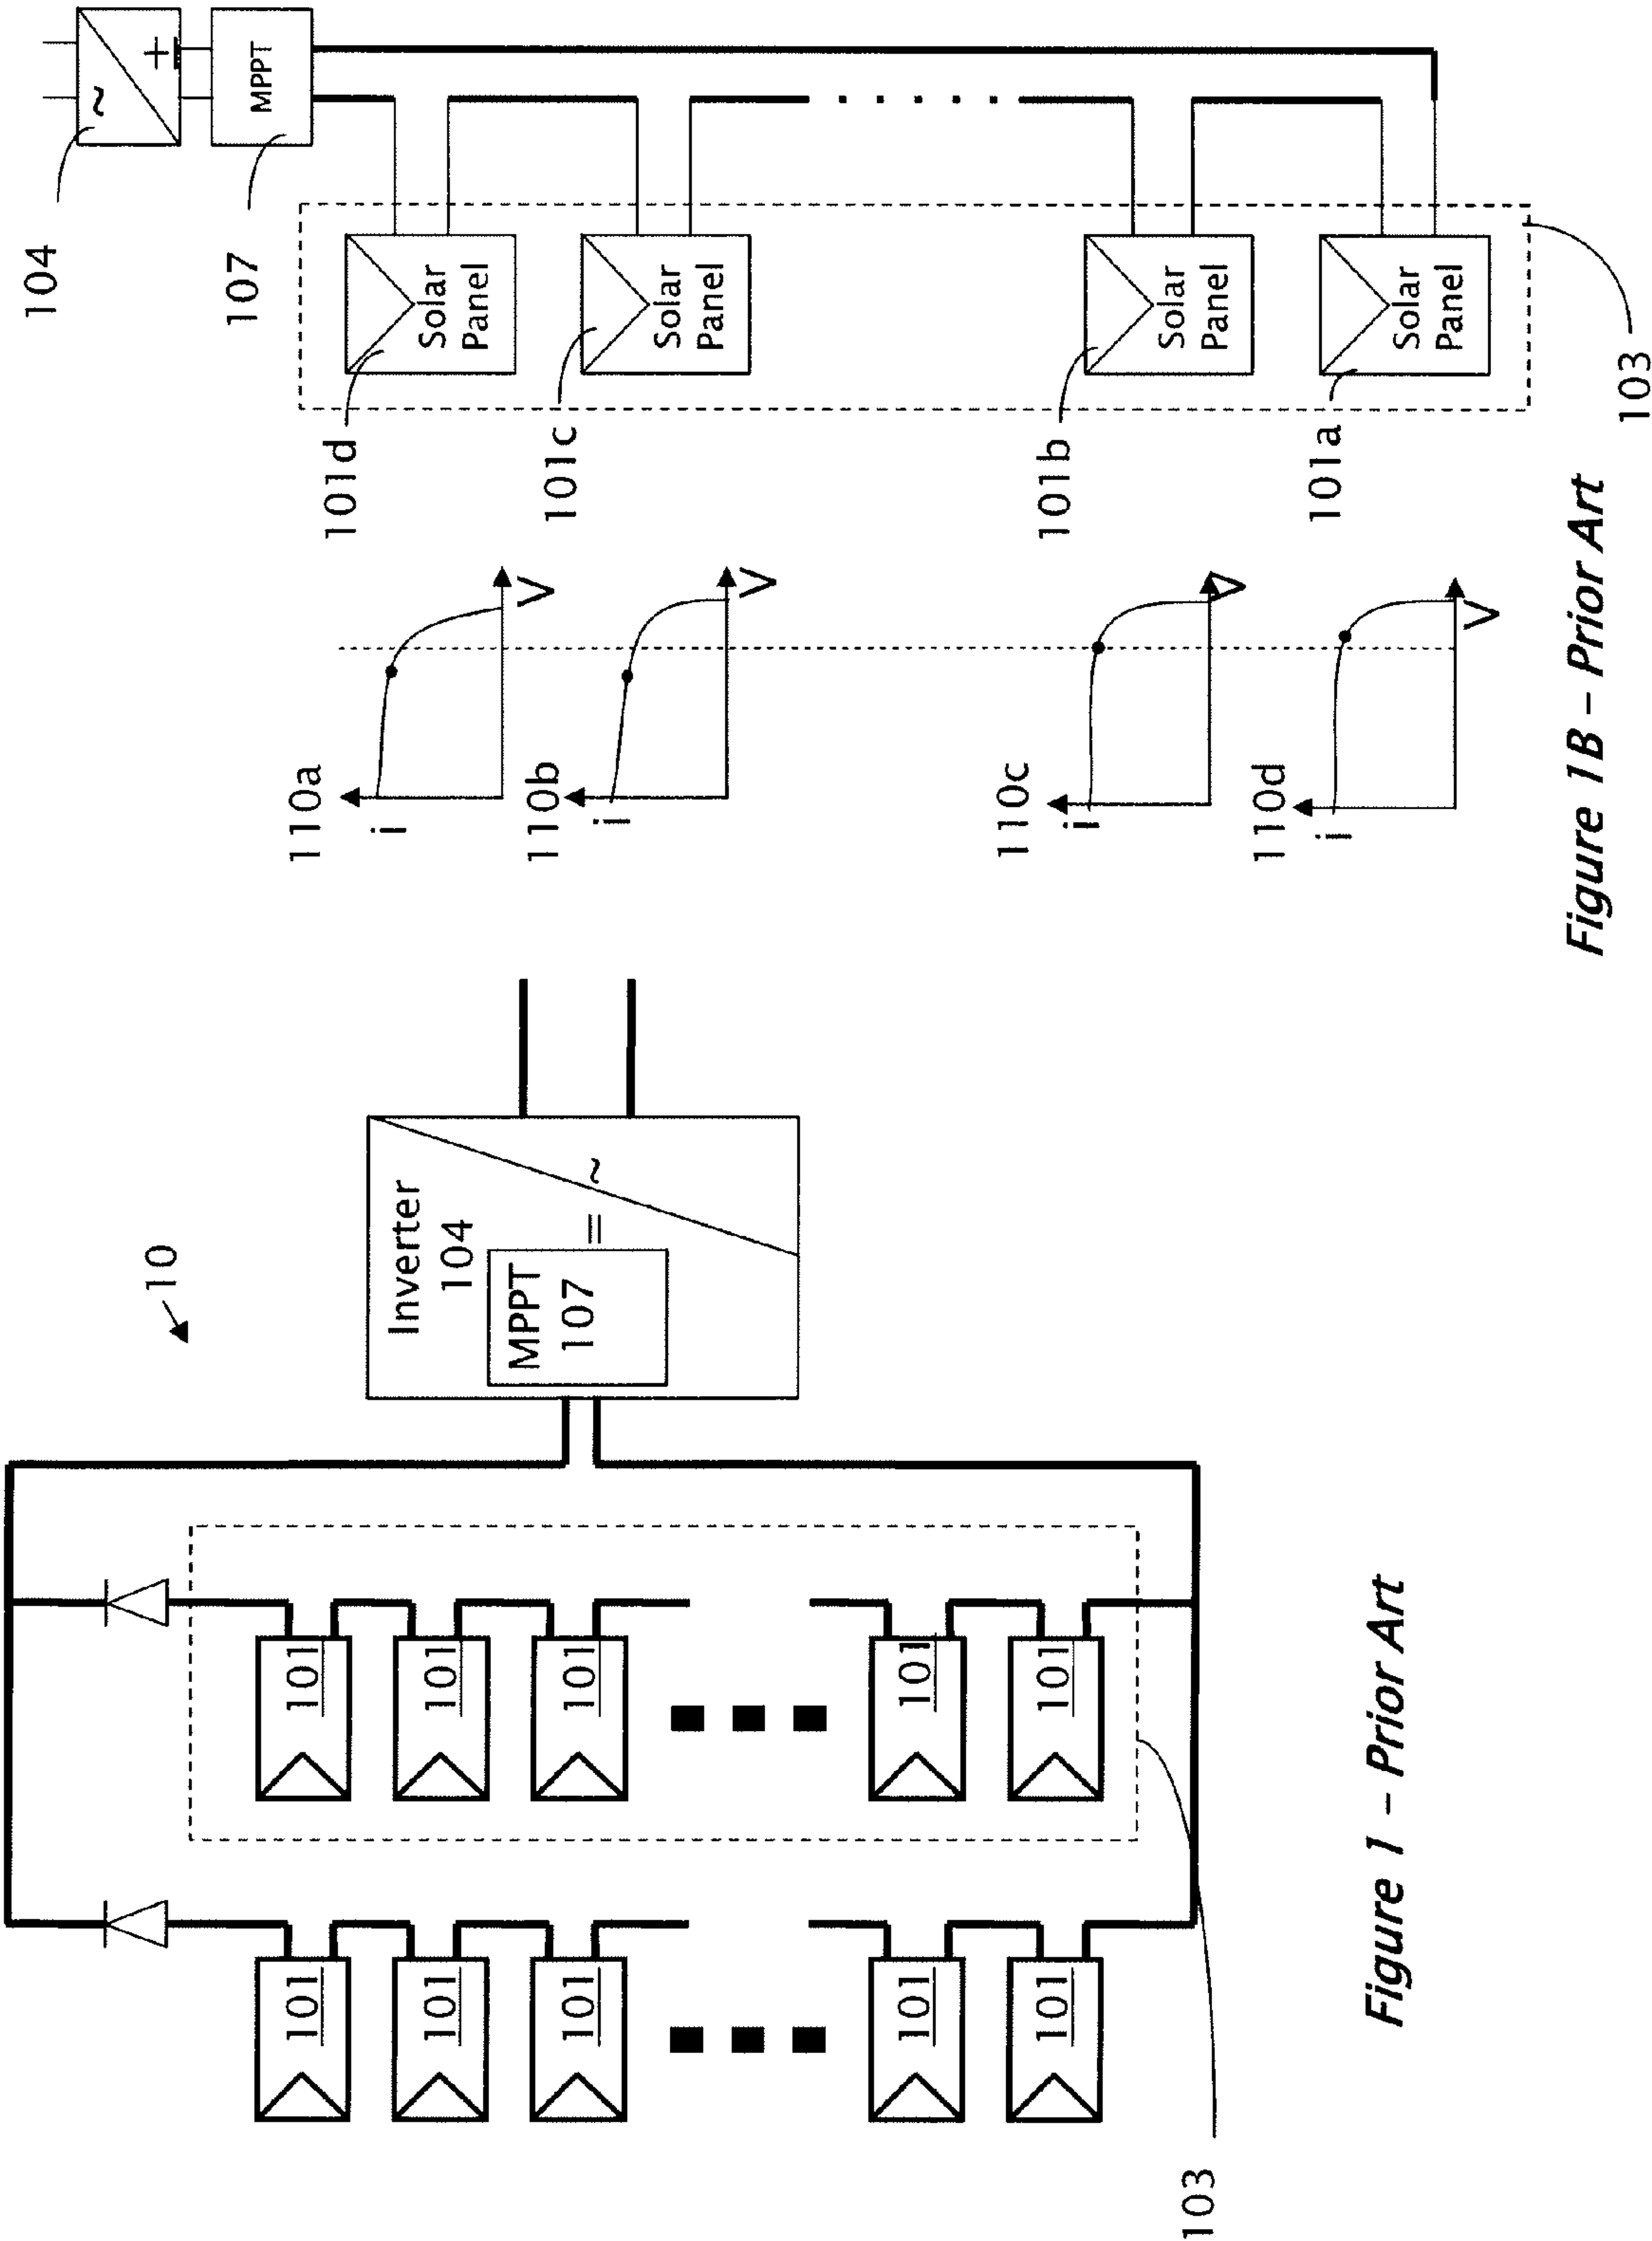 10
101 101
101 101
101 101
101 101
101 101
Inverter
104
MPPT
107
= ~
103
Figure 1 – Prior Art
104
~
107
MPPT
110a
i
V
101d
Solar
Panel
110b
i
V
101c
Solar
Panel
110c
i
V
101b
Solar
Panel
110d
i
V
101a
Solar
Panel
103
Figure 1B – Prior Art